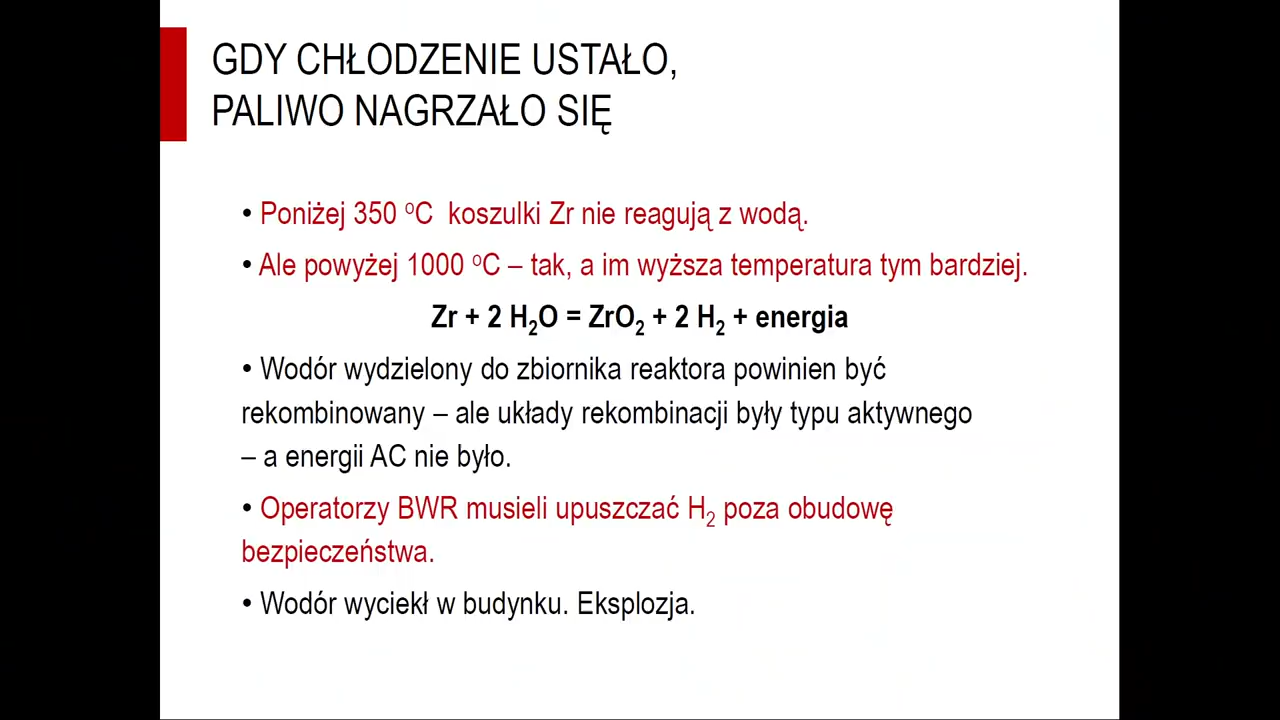 GDY CHŁODZENIE USTAŁO,
PALIWO NAGRZAŁO SIĘ
• Poniżej 350 ºC koszulki Zr nie reagują z wodą.
• Ale powyżej 1000 ºC – tak, a im wyższa temperatura tym bardziej.
Zr + 2 H₂O = ZrO₂ + 2 H₂ + energia
• Wodór wydzielony do zbiornika reaktora powinien być
rekombinowany – ale układy rekombinacji były typu aktywnego
– a energii AC nie było.
• Operatorzy BWR musieli upuszczać H₂ poza obudowę
bezpieczeństwa.
• Wodór wyciekł w budynku. Eksplozja.